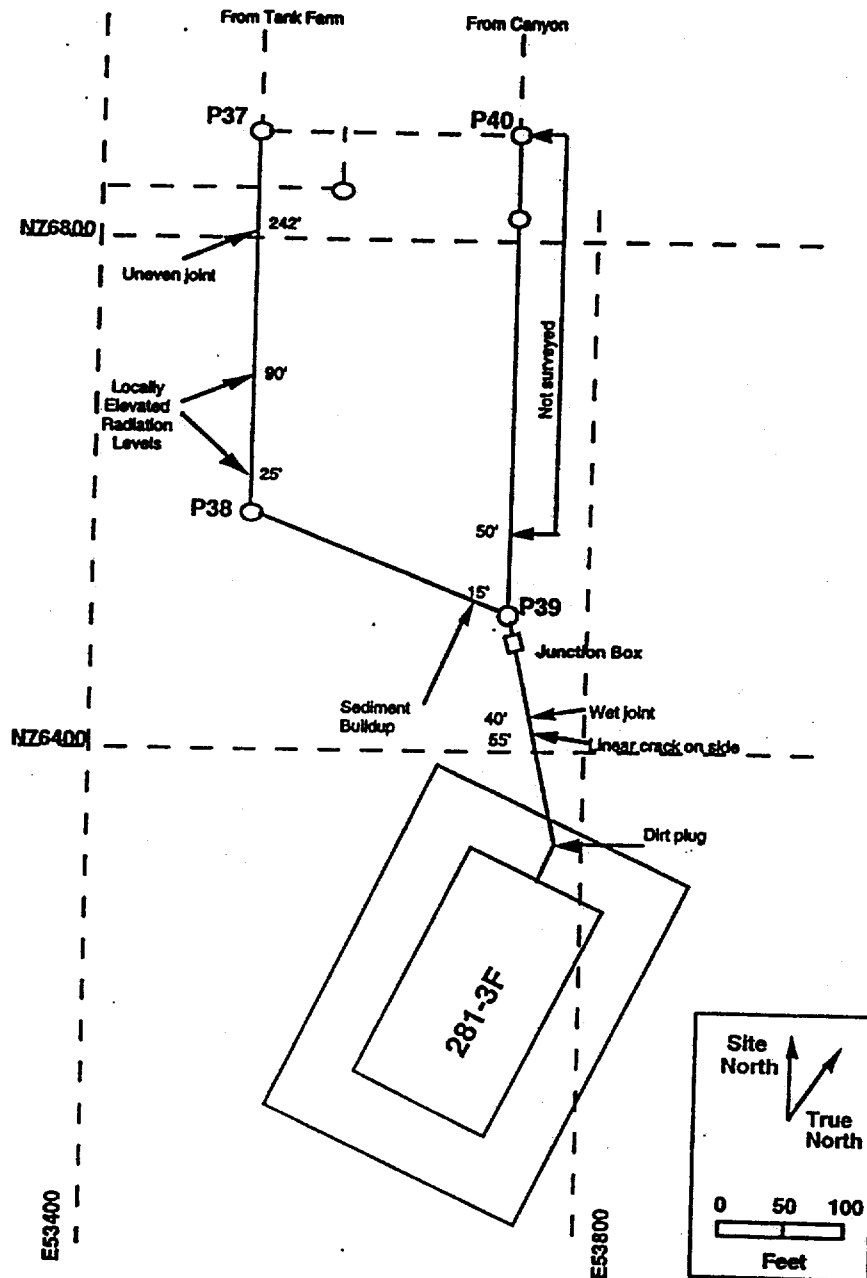 From Tank Farm
From Canyon
P37
P40
N76800
242'
Uneven joint
Not surveyed
90'
Locally
Elevated
Radiation
Levels
25'
P38
50'
15'
P39
Junction Box
Sediment
Buildup
40'
Wet joint
N76400
55'
Linear crack on side
Dirt plug
281-3F
Site
North
True
North
E53400
E53800
0 50 100
Feet